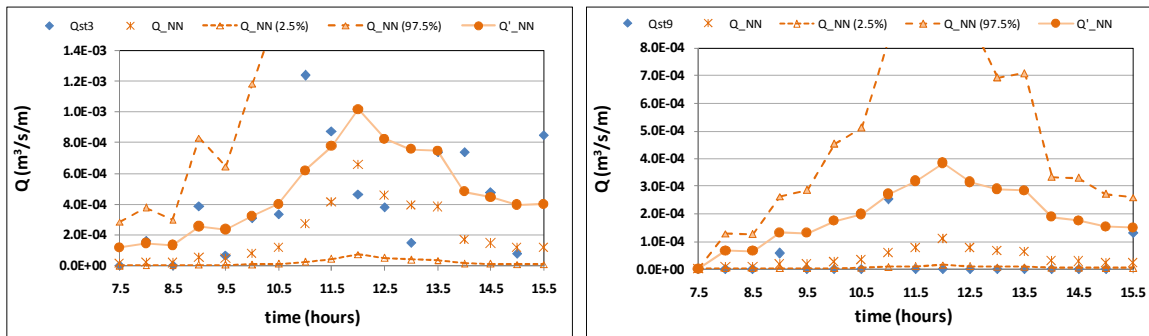 Qst3 Q_NN Q_NN (2.5%) Q_NN (97.5%) Q'_NN
1.4E-03
1.2E-03
1.0E-03
8.0E-04
6.0E-04
4.0E-04
2.0E-04
0.0E+00
Q (m³/s/m)
7.5 8.5 9.5 10.5 11.5 12.5 13.5 14.5 15.5
time (hours)
Qst9 Q_NN Q_NN (2.5%) Q_NN (97.5%) Q'_NN
8.0E-04
7.0E-04
6.0E-04
5.0E-04
4.0E-04
3.0E-04
2.0E-04
1.0E-04
0.0E+00
Q (m³/s/m)
7.5 8.5 9.5 10.5 11.5 12.5 13.5 14.5 15.5
time (hours)